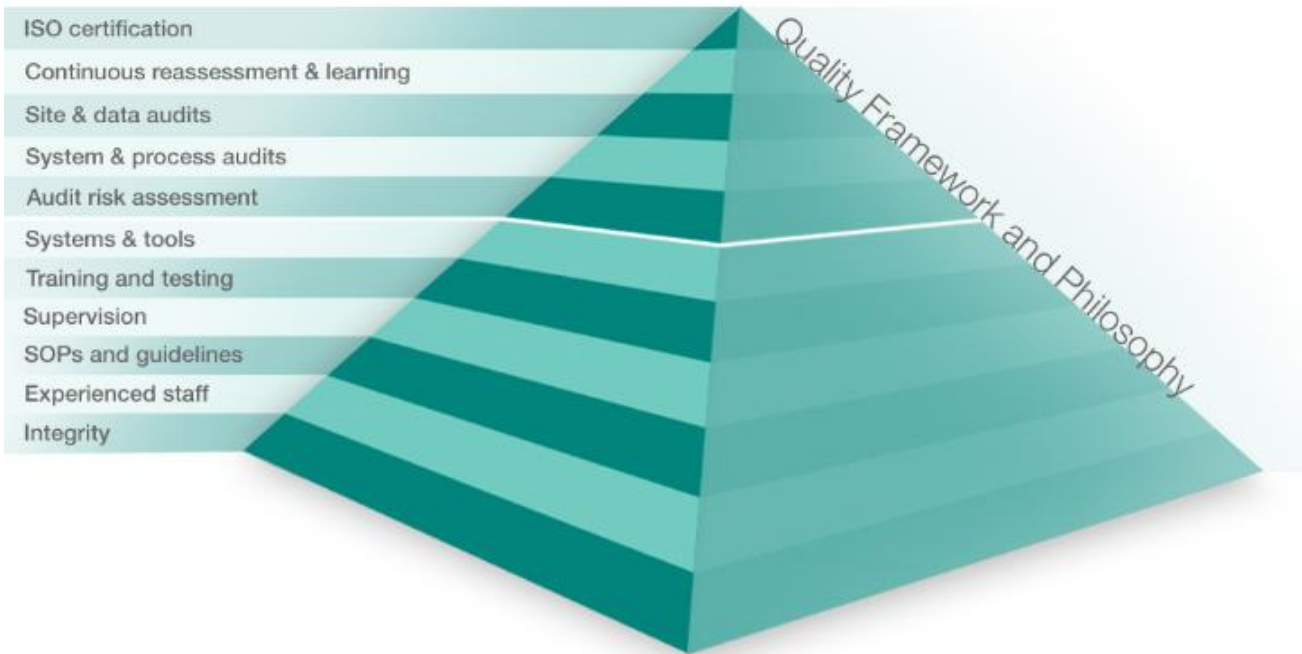 ISO certification
Continuous reassessment & learning
Site & data audits
System & process audits
Audit risk assessment
Systems & tools
Training and testing
Supervision
SOPs and guidelines
Experienced staff
Integrity
Quality Framework and Philosophy